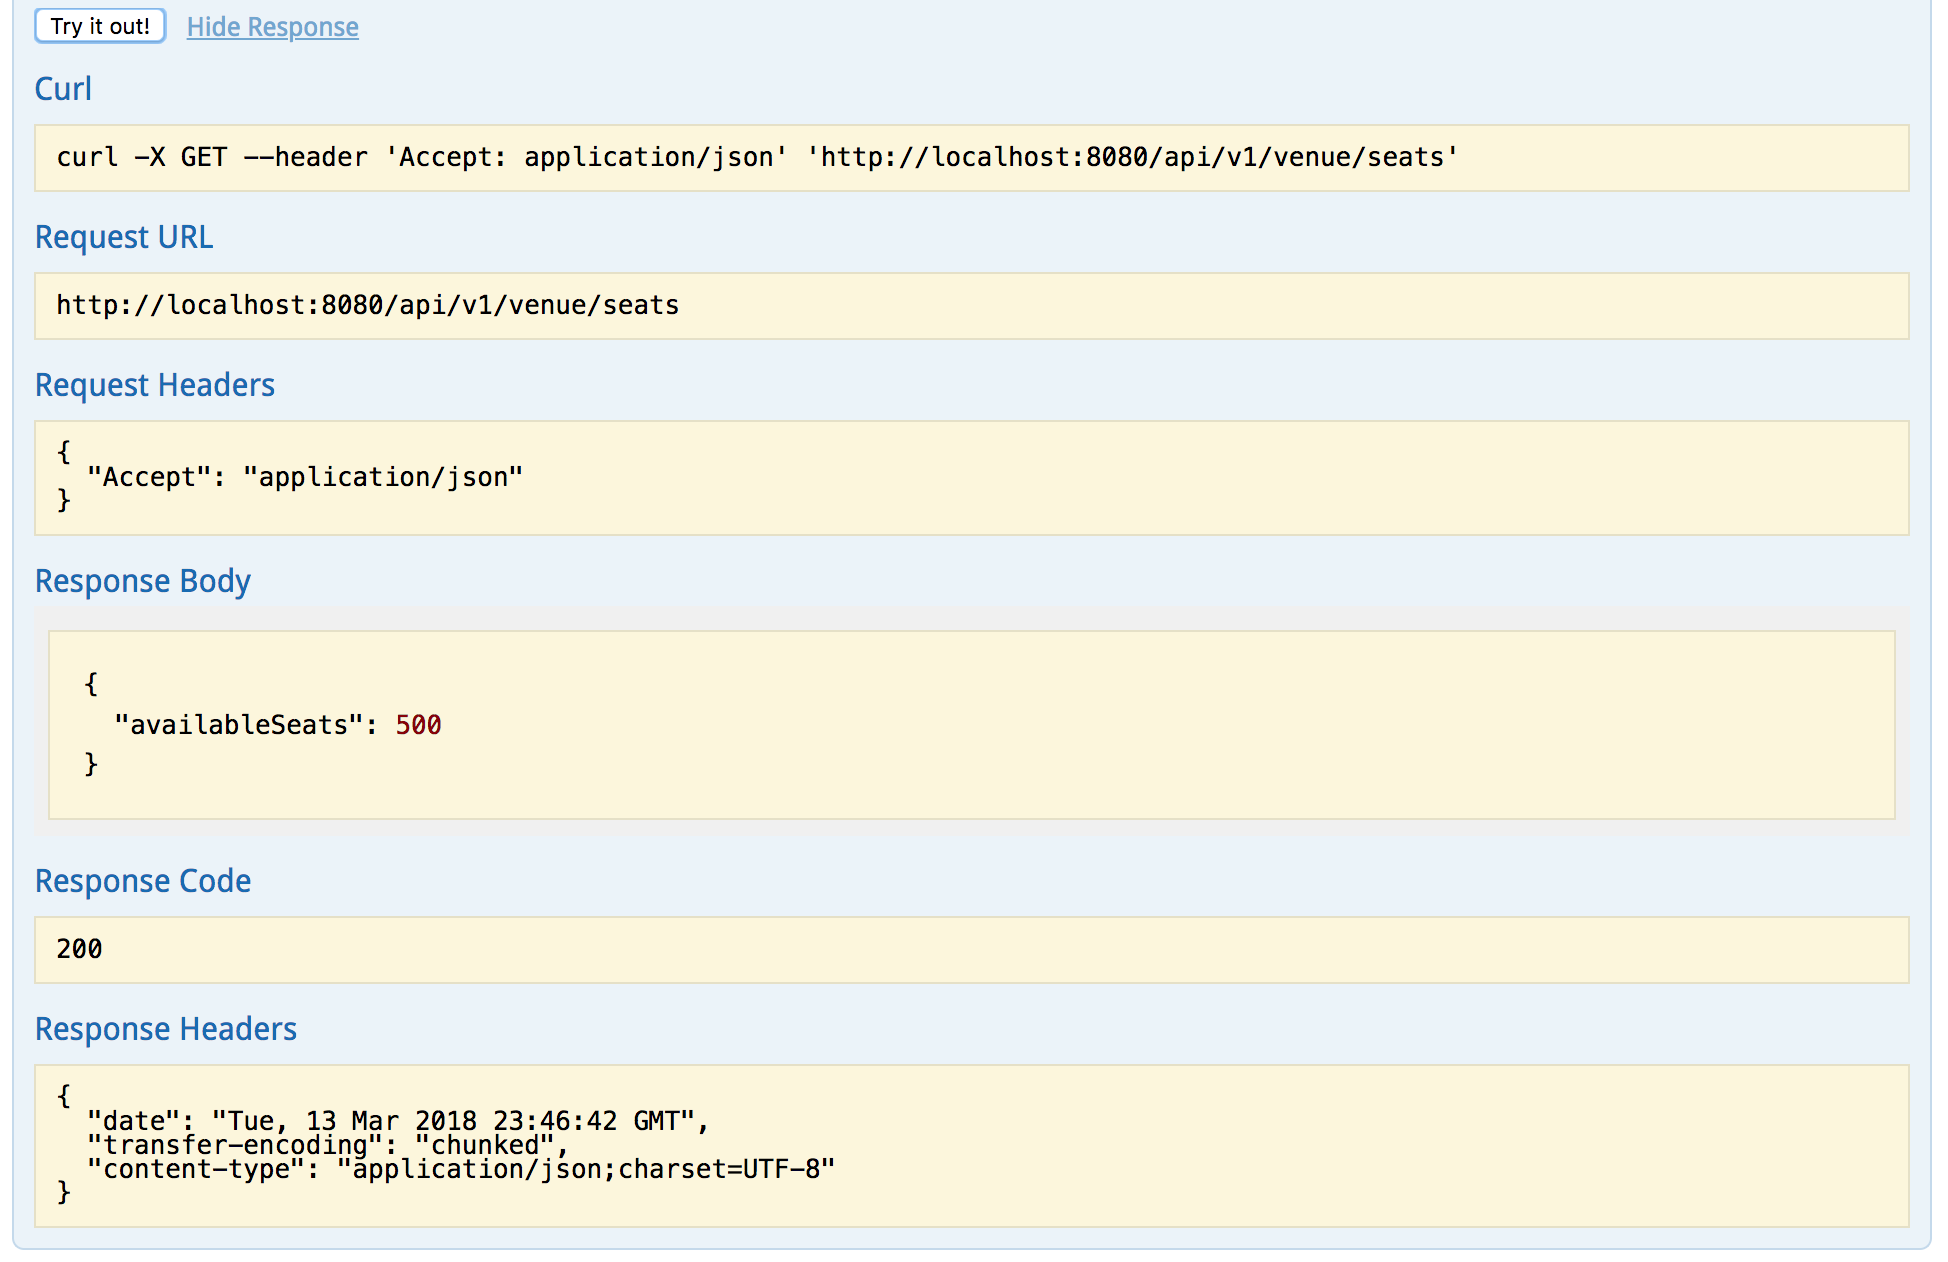 Try it out! Hide Response
Curl
curl -X GET --header 'Accept: application/json' 'http://localhost:8080/api/v1/venue/seats'
Request URL
http://localhost:8080/api/v1/venue/seats
Request Headers
{
  "Accept": "application/json"
}
Response Body
{
  "availableSeats": 500
}
Response Code
200
Response Headers
{
  "date": "Tue, 13 Mar 2018 23:46:42 GMT",
  "transfer-encoding": "chunked",
  "content-type": "application/json;charset=UTF-8"
}